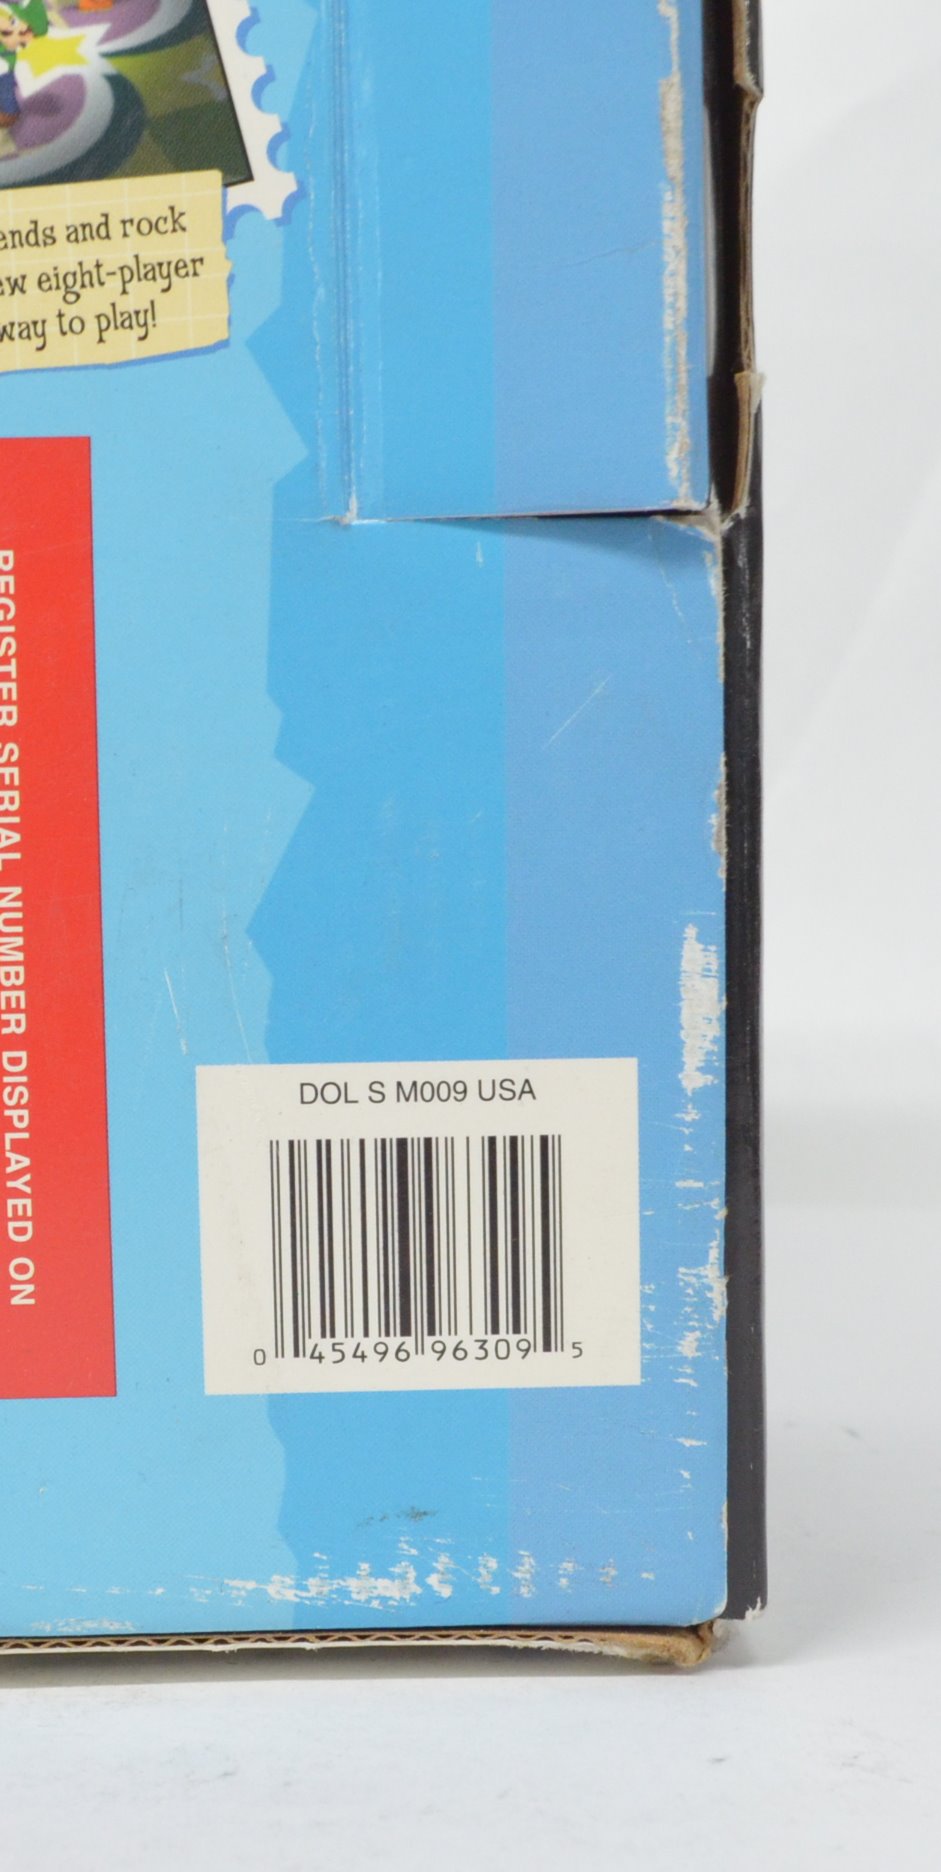 ends and rock
ew eight-player
way to play!
REGISTER SERIAL NUMBER DISPLAYED ON
DOL S M009 USA
0 45496 96309 5